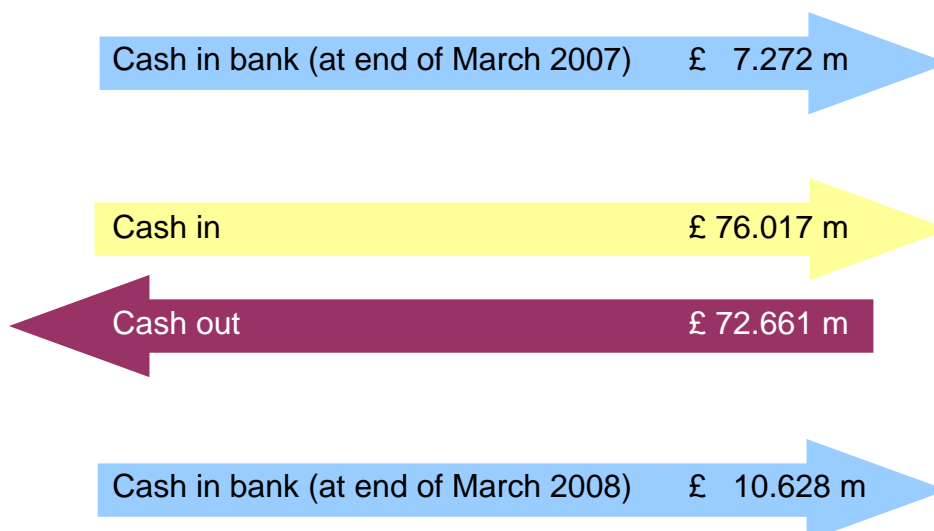 Cash in bank (at end of March 2007) £ 7.272 m
Cash in £ 76.017 m
Cash out £ 72.661 m
Cash in bank (at end of March 2008) £ 10.628 m